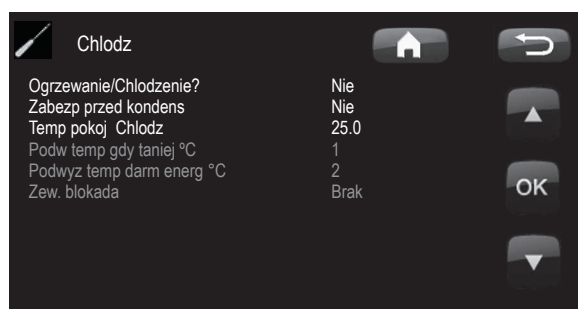 Chlodz
Ogrzewanie/Chlodzenie? Nie
Zabezp przed kondens Nie
Temp pokoj Chlodz 25.0
Podw temp gdy taniej ºC 1
Podwyz temp darm energ °C 2
Zew. blokada Brak
OK